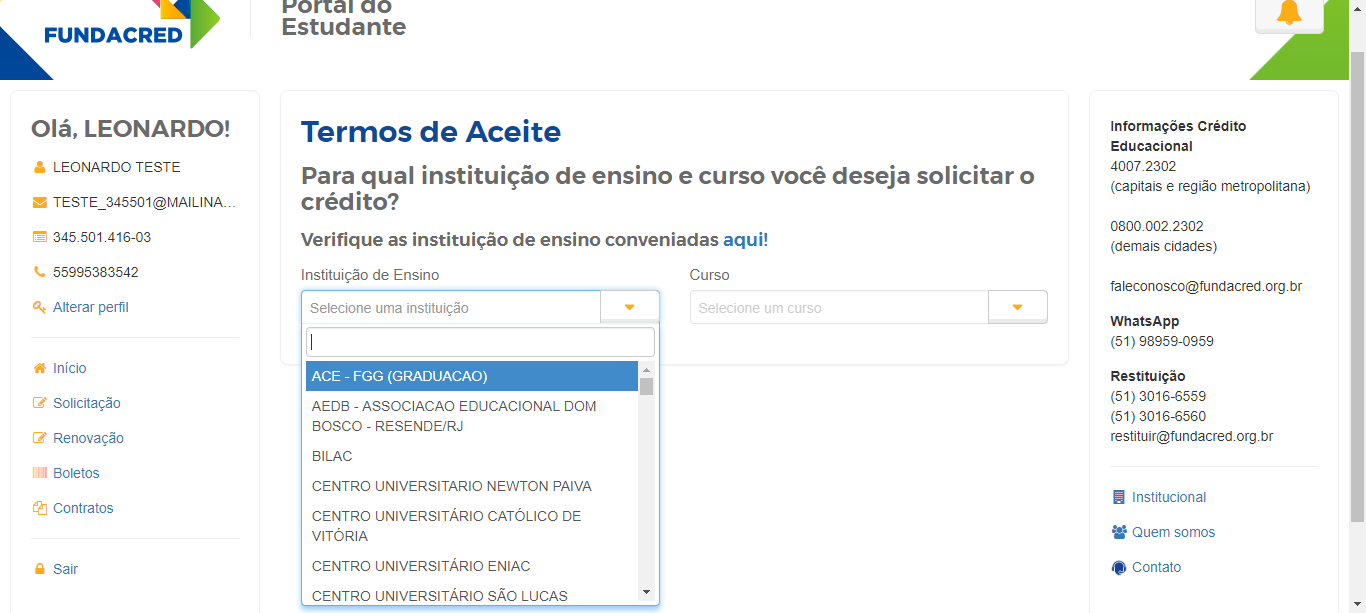 FUNDACRED
Portal do
Estudante
Olá, LEONARDO!
LEONARDO TESTE
TESTE_345501@MAILINA...
345.501.416-03
55995383542
Alterar perfil
Início
Solicitação
Renovação
Boletos
Contratos
Sair
Termos de Aceite
Para qual instituição de ensino e curso você deseja solicitar o
crédito?
Verifique as instituição de ensino conveniadas aqui!
Instituição de Ensino
Selecione uma instituição
ACE - FGG (GRADUACAO)
AEDB - ASSOCIACAO EDUCACIONAL DOM
BOSCO - RESENDE/RJ
BILAC
CENTRO UNIVERSITARIO NEWTON PAIVA
CENTRO UNIVERSITÁRIO CATÓLICO DE
VITÓRIA
CENTRO UNIVERSITÁRIO ENIAC
CENTRO UNIVERSITÁRIO SÃO LUCAS
Curso
Selecione um curso
Informações Crédito
Educacional
4007.2302
(capitais e região metropolitana)
0800.002.2302
(demais cidades)
faleconosco@fundacred.org.br
WhatsApp
(51) 98959-0959
Restituição
(51) 3016-6559
(51) 3016-6560
restituir@fundacred.org.br
Institucional
Quem somos
Contato